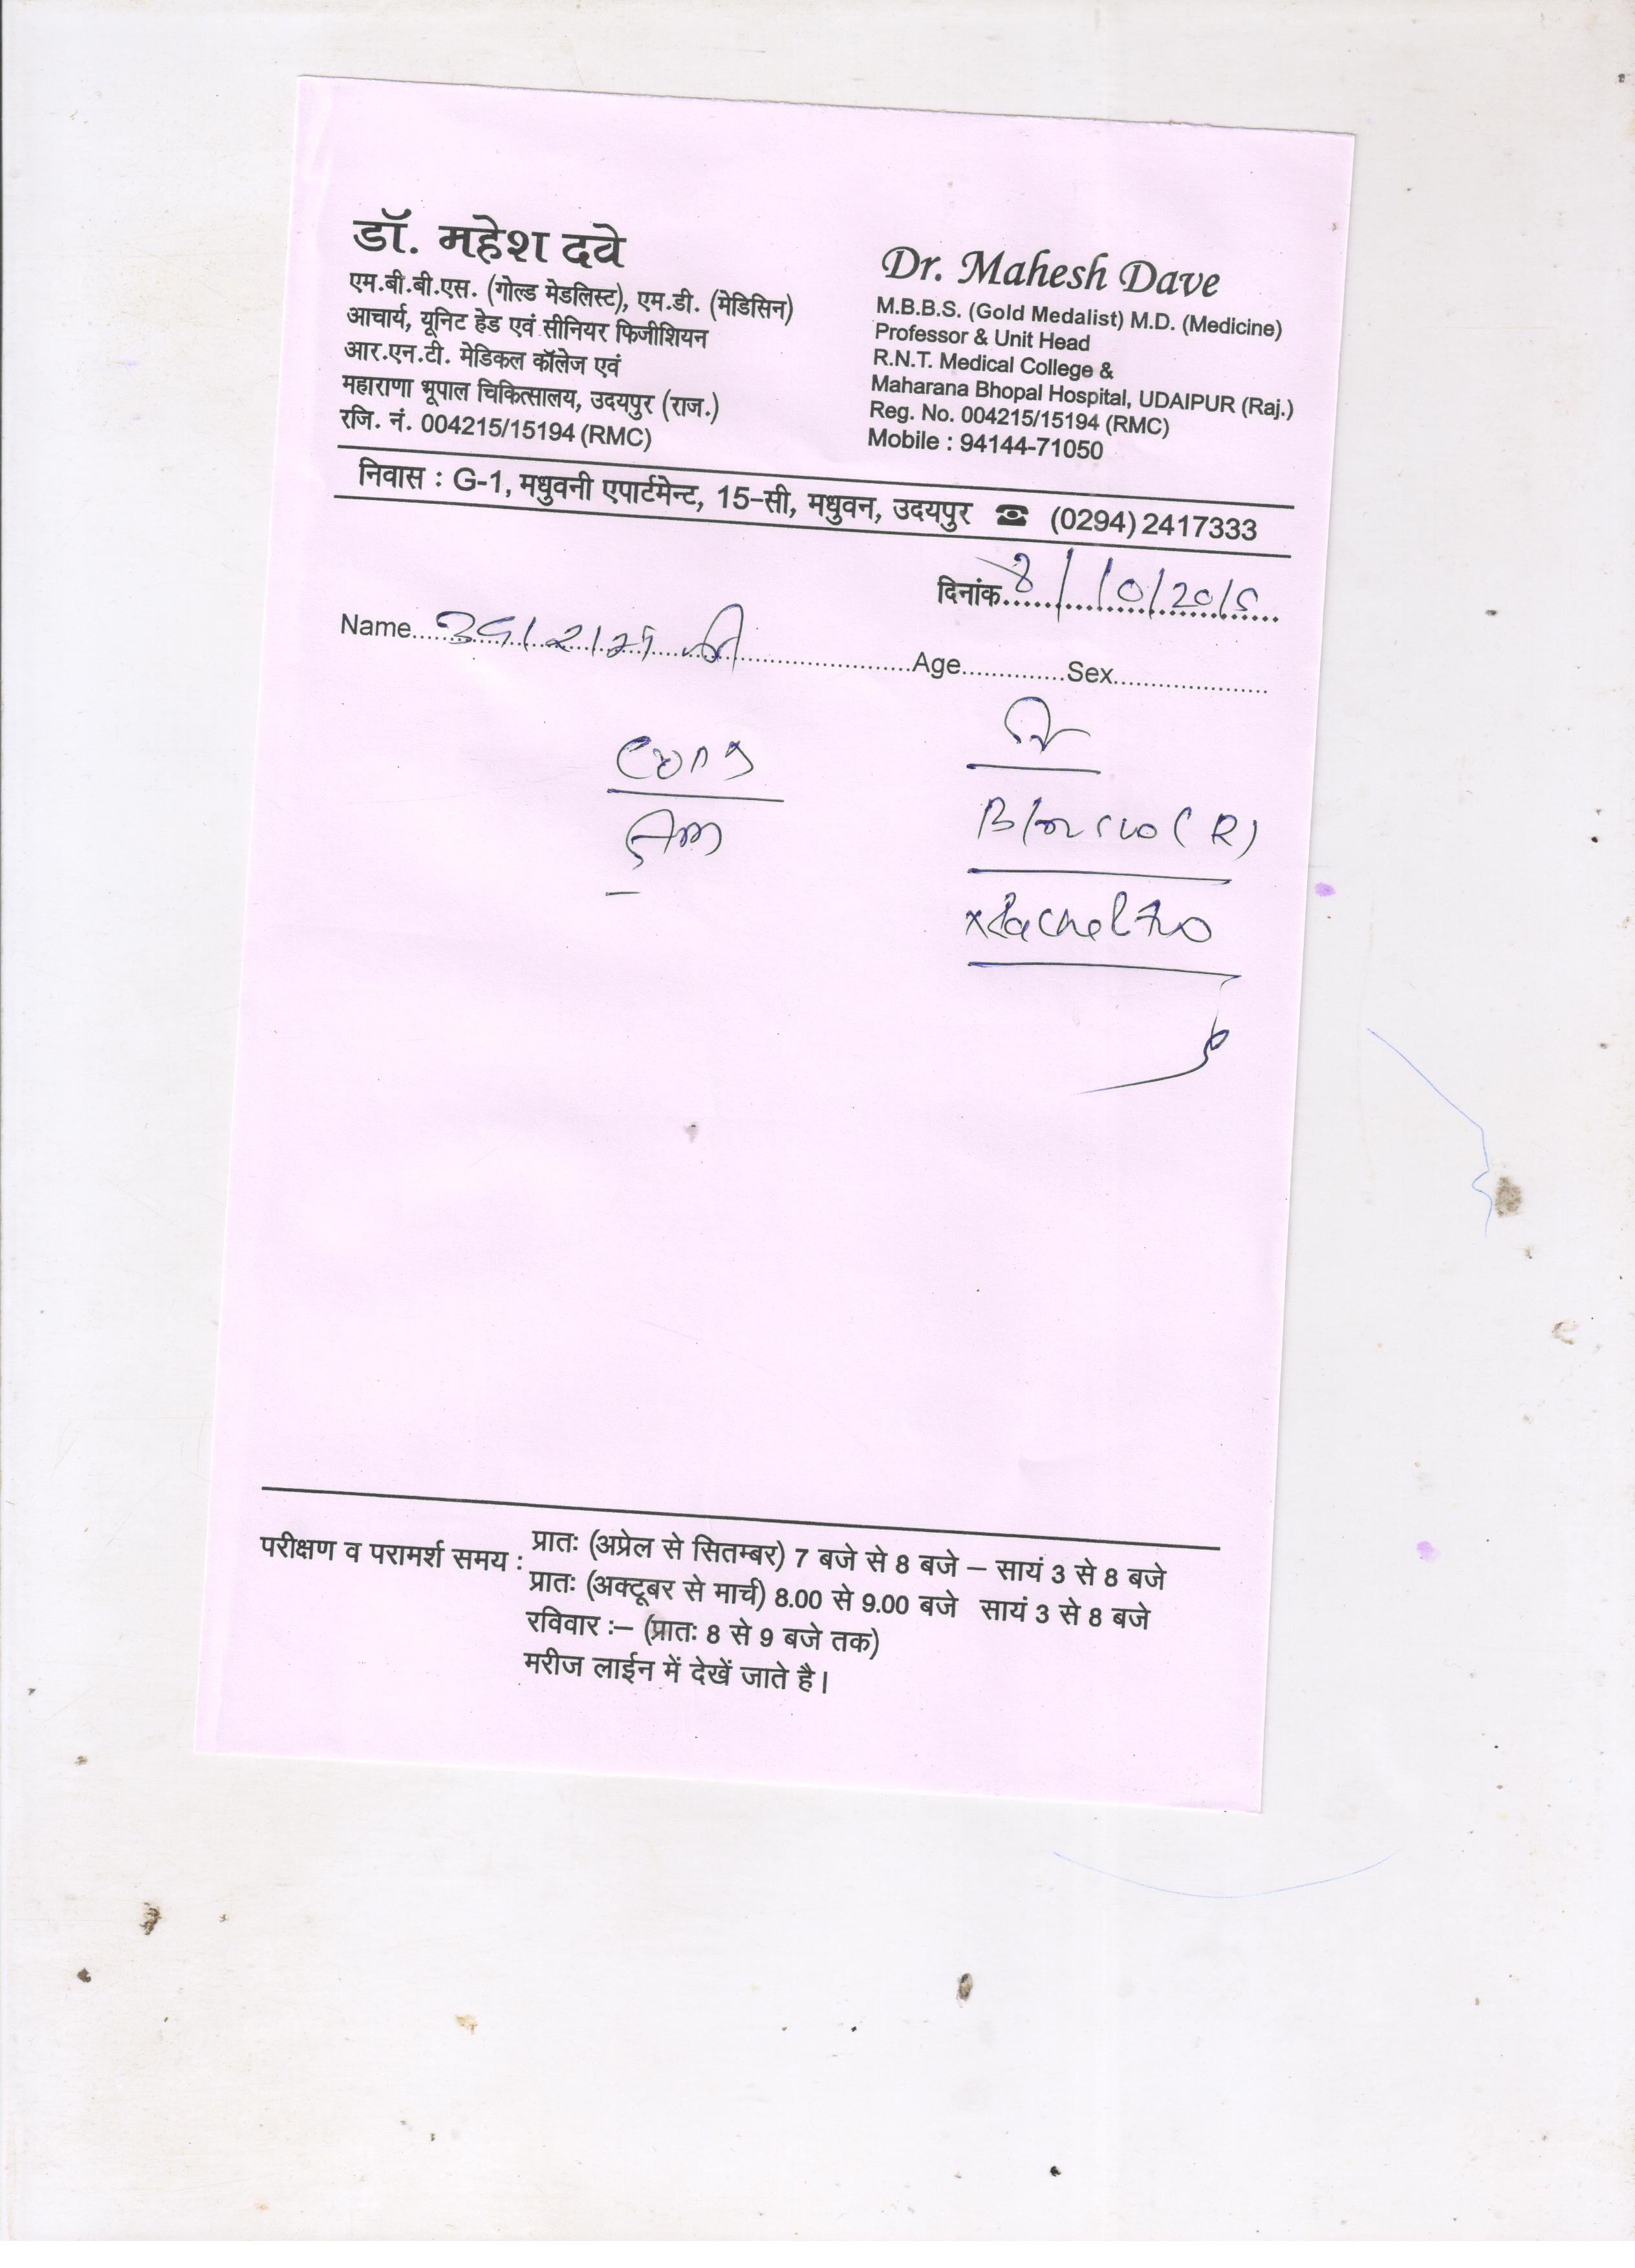 डॉ. महेश दवे
एम.बी.बी.एस. (गोल्ड मेडलिस्ट), एम.डी. (मेडिसिन)
आचार्य, यूनिट हेड एवं सीनियर फिजीशियन
आर.एन.टी. मेडिकल कॉलेज एवं
महाराणा भूपाल चिकित्सालय, उदयपुर (राज.)
रजि. नं. 004215/15194 (RMC)
Dr. Mahesh Dave
M.B.B.S. (Gold Medalist) M.D. (Medicine)
Professor & Unit Head
R.N.T. Medical College &
Maharana Bhopal Hospital, UDAIPUR (Raj.)
Reg. No. 004215/15194 (RMC)
Mobile : 94144-71050
निवास : G-1, मधुवनी एपार्टमेन्ट, 15-सी, मधुवन, उदयपुर ☎ (0294) 2417333
दिनांक 8/10/2015
Name
Age Sex
परीक्षण व परामर्श समय : प्रातः (अप्रेल से सितम्बर) 7 बजे से 8 बजे – सायं 3 से 8 बजे
प्रातः (अक्टूबर से मार्च) 8.00 से 9.00 बजे सायं 3 से 8 बजे
रविवार :– (प्रातः 8 से 9 बजे तक)
मरीज लाईन में देखें जाते है।